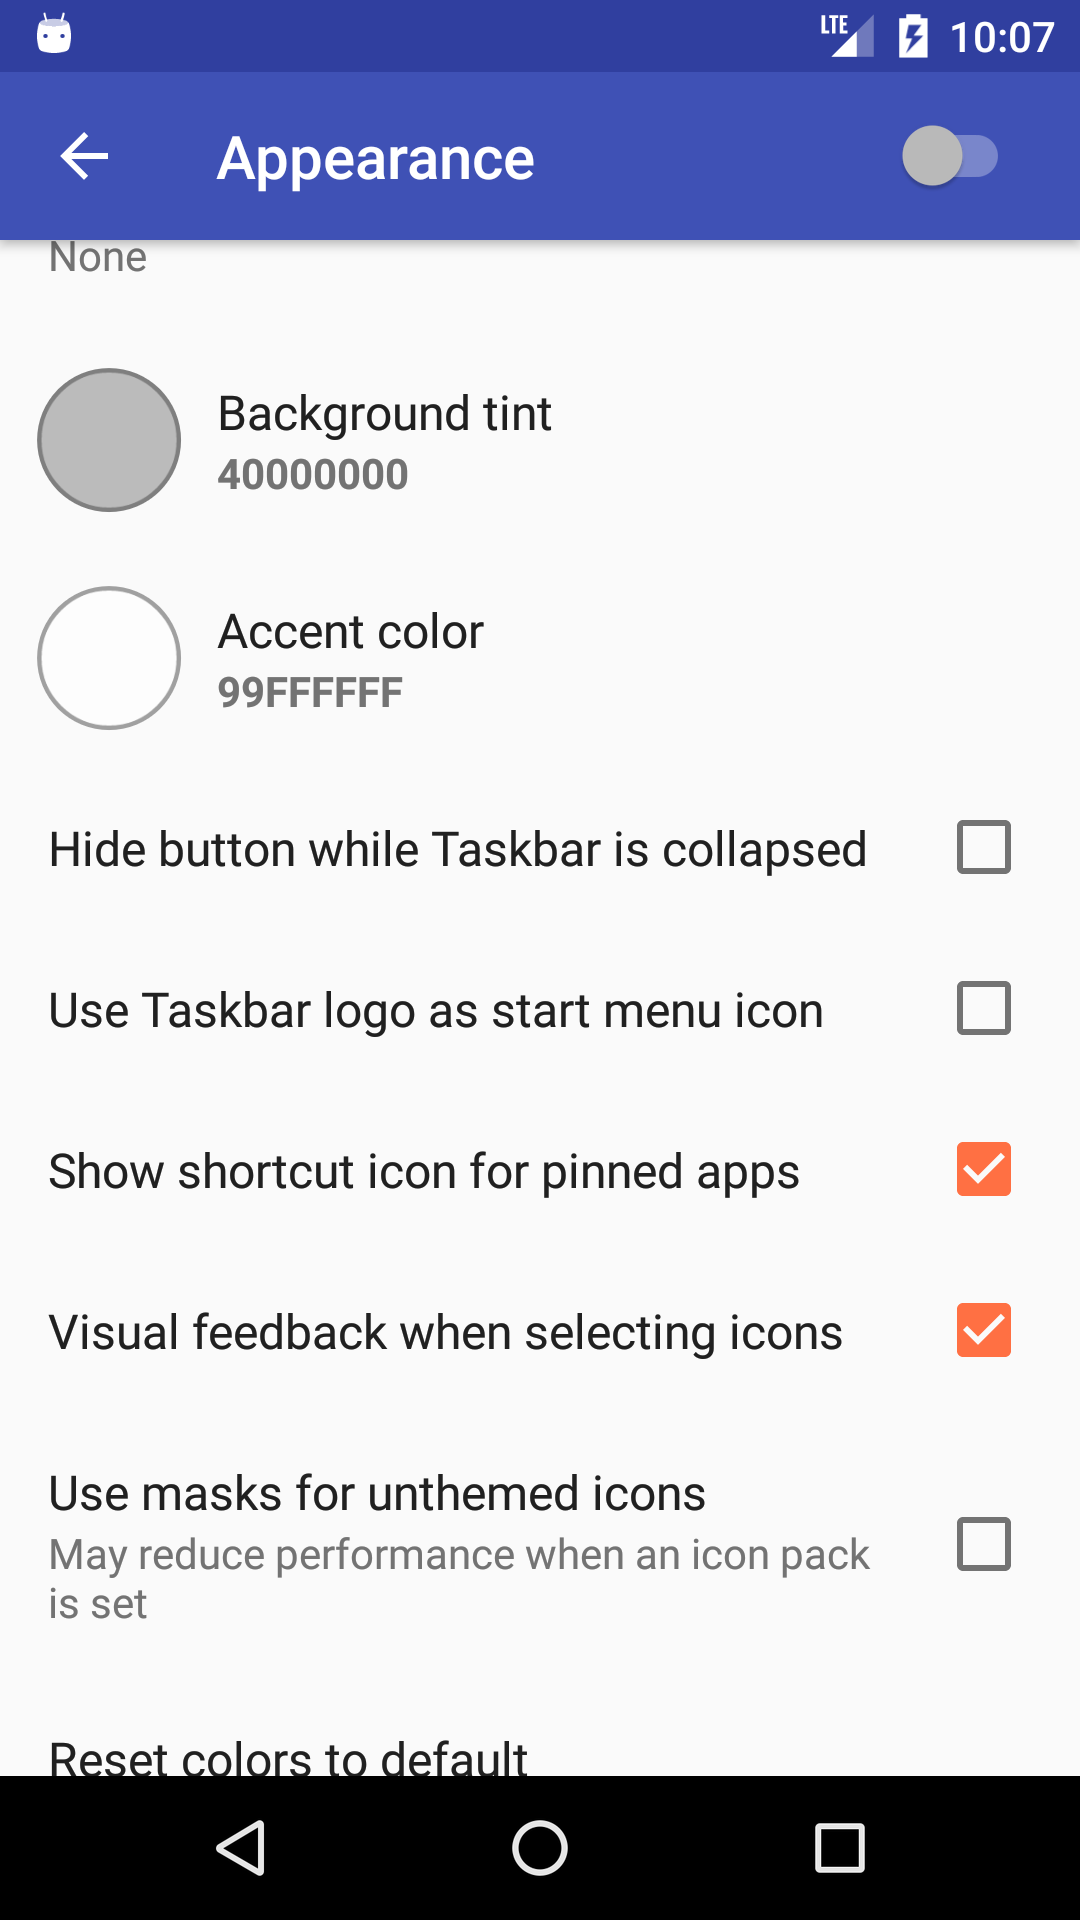 LTE 10:07
Appearance
None
Background tint
40000000
Accent color
99FFFFFF
Hide button while Taskbar is collapsed
Use Taskbar logo as start menu icon
Show shortcut icon for pinned apps
Visual feedback when selecting icons
Use masks for unthemed icons
May reduce performance when an icon pack
is set
Reset colors to default